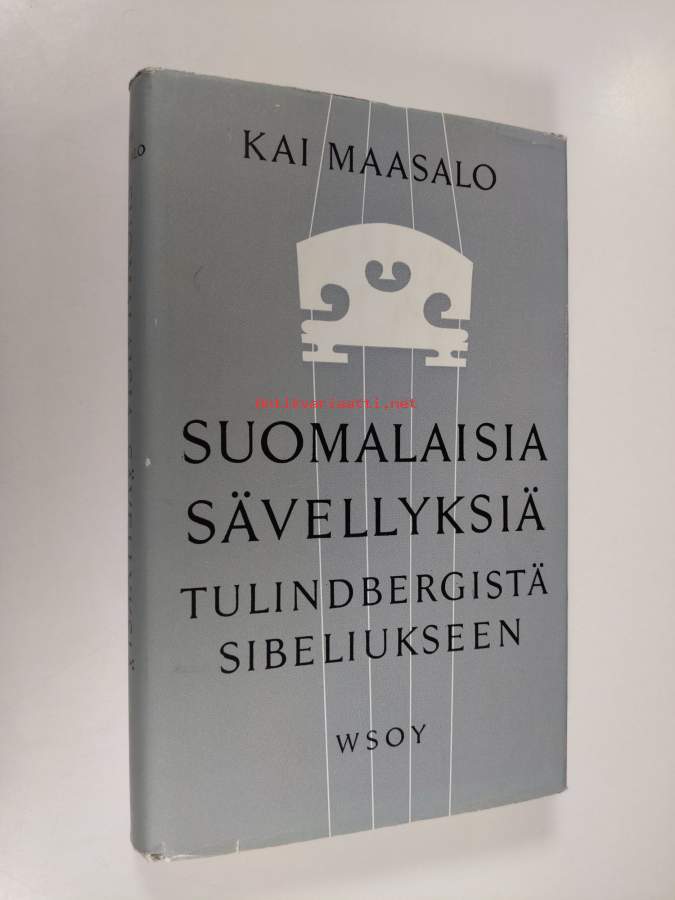 KAI MAASALO
antikvariaatti.net
SUOMALAISIA
SÄVELLYKSIÄ
TULINDBERGISTÄ
SIBELIUKSEEN
WSOY